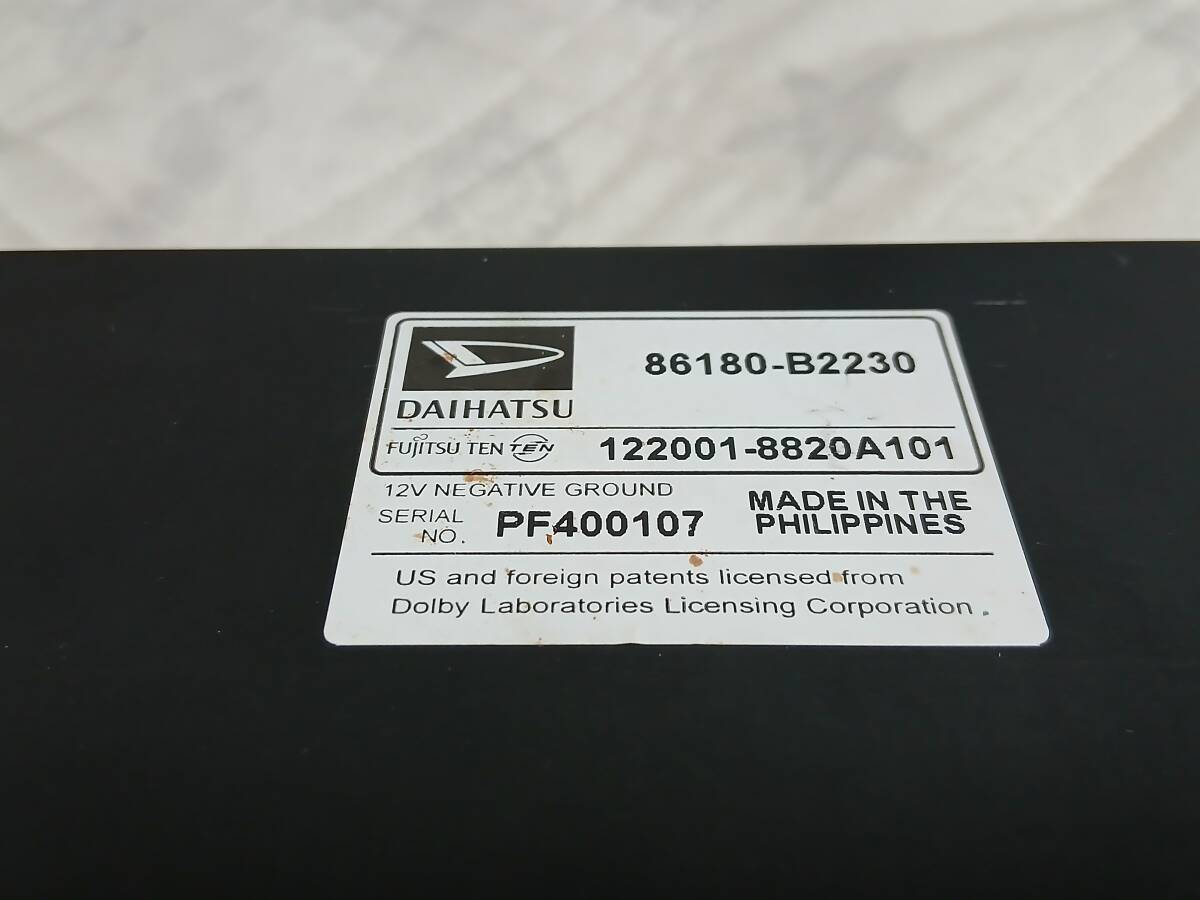 DAIHATSU
86180-B2230
FUJITSU TEN TEN 122001-8820A101
12V NEGATIVE GROUND
SERIAL NO. PF400107
MADE IN THE
PHILIPPINES
US and foreign patents licensed from
Dolby Laboratories Licensing Corporation.